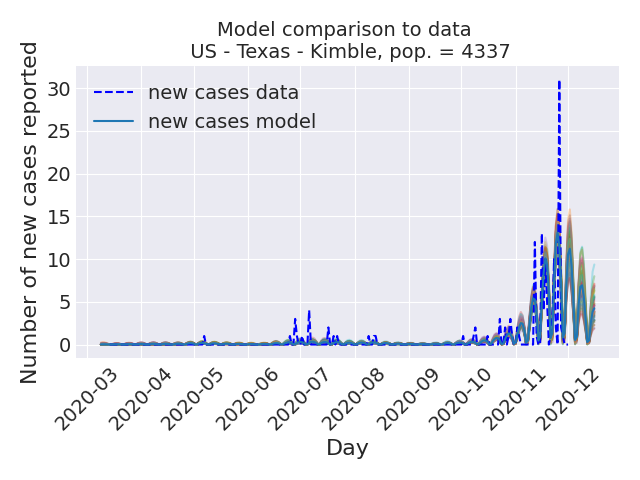 Model comparison to data
US - Texas - Kimble, pop. = 4337
Number of new cases reported
30
25
20
15
10
5
0
new cases data
new cases model
2020-03
2020-04
2020-05
2020-06
2020-07
2020-08
2020-09
2020-10
2020-11
2020-12
Day